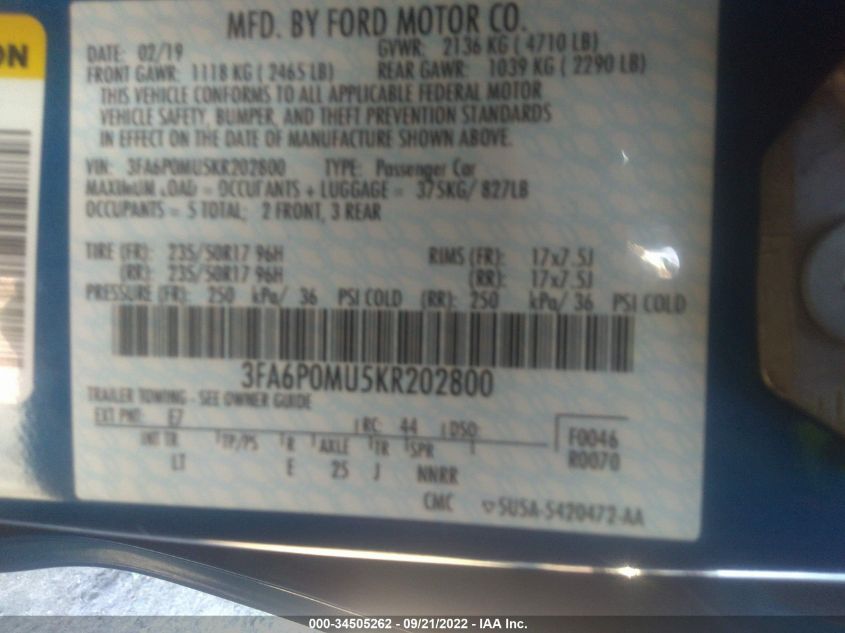 ON
MFD. BY FORD MOTOR CO.
DATE: 02/19 GVWR: 2136 KG ( 4710 LB)
FRONT GAWR: 1118 KG ( 2465 LB) REAR GAWR: 1039 KG ( 2290 LB)
THIS VEHICLE CONFORMS TO ALL APPLICABLE FEDERAL MOTOR
VEHICLE SAFETY, BUMPER, AND THEFT PREVENTION STANDARDS
IN EFFECT ON THE DATE OF MANUFACTURE SHOWN ABOVE.
VIN: 3FA6P0MU5KR202800 TYPE: Passenger Car
MAXIMUM LOAD = OCCUPANTS + LUGGAGE = 375KG/ 827LB
OCCUPANTS = 5 TOTAL; 2 FRONT, 3 REAR
TIRE (FR): 235/50R17 96H RIMS (FR): 17x7.5J
(RR): 235/50R17 96H (RR): 17x7.5J
PRESSURE (FR): 250 kPa/ 36 PSI COLD (RR): 250 kPa/ 36 PSI COLD
3FA6P0MU5KR202800
TRAILER TOWING - SEE OWNER GUIDE
EXT PNT: E7 RC: 44 DSO: F0046
INT TR TP/PS R AXLE TR SPR R0070
LT E 25 J NNRR
CMC 5U5A-5420472-AA
000-34505262 - 09/21/2022 - IAA Inc.